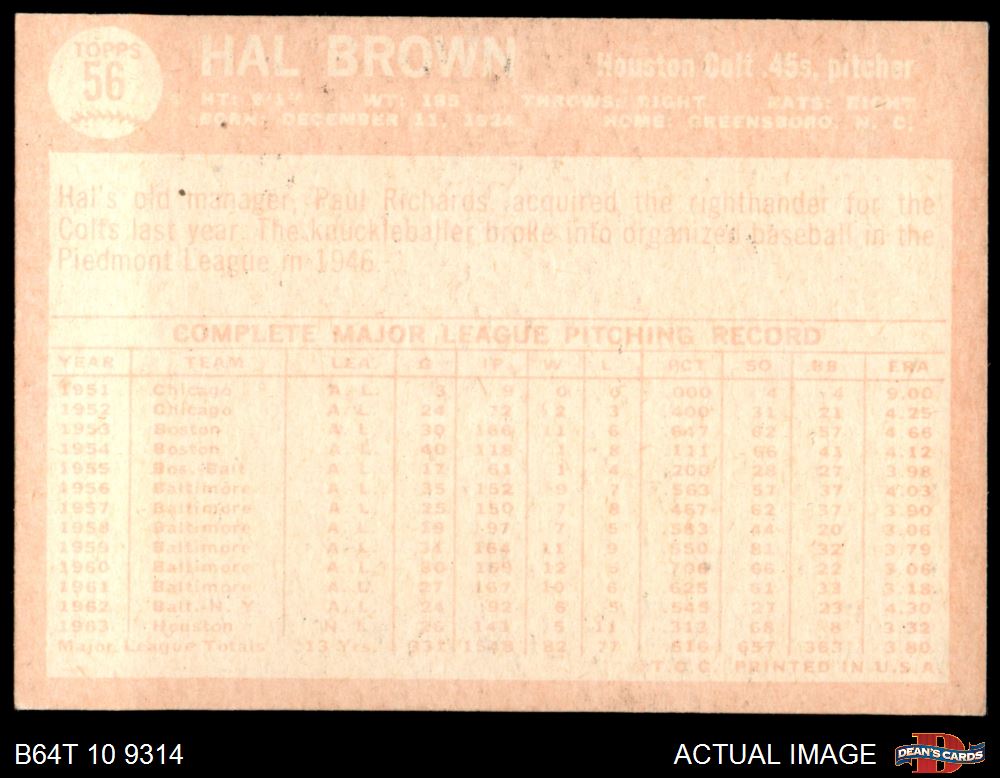 TOPPS
56
HAL BROWN
Houston Colt .45s, pitcher
HT: 6'1" WT: 185 THROWS: RIGHT BATS: RIGHT
BORN: DECEMBER 11, 1924 HOME: GREENSBORO, N. C.
Hal's old manager, Paul Richards acquired the righthander for the
Colts last year. The knuckleballer broke into organized baseball in the
Piedmont League in 1946.
COMPLETE MAJOR LEAGUE PITCHING RECORD
YEAR TEAM LEA. G IP W L PCT SO BB ERA
1951 Chicago A. L. 3 9 0 0 .000 4 4 9.00
1952 Chicago A. L. 24 72 2 3 .400 31 21 4.25
1953 Boston A. L. 30 166 11 6 .647 62 57 4.66
1954 Boston A. L. 40 118 1 8 .111 66 41 4.12
1955 Bos.-Balt. A. L. 17 61 1 4 .200 28 27 3.98
1956 Baltimore A. L. 35 152 9 7 .563 57 37 4.03
1957 Baltimore A. L. 25 150 7 8 .467 62 37 3.90
1958 Baltimore A. L. 19 97 7 5 .583 44 20 3.06
1959 Baltimore A. L. 31 164 11 9 .550 81 32 3.79
1960 Baltimore A. L. 30 159 12 5 .706 66 22 3.06
1961 Baltimore A. L. 27 167 10 6 .625 61 33 3.18
1962 Balt.-N. Y. A. L. 24 92 6 5 .545 27 23 4.30
1963 Houston N. L. 26 141 5 11 .312 68 8 3.32
Major League Totals 13 Yrs. 331 1548 82 77 .516 657 3.80
T.C.G. PRINTED IN U.S.A.
B64T 10 9314
ACTUAL IMAGE
DEAN'S CARDS